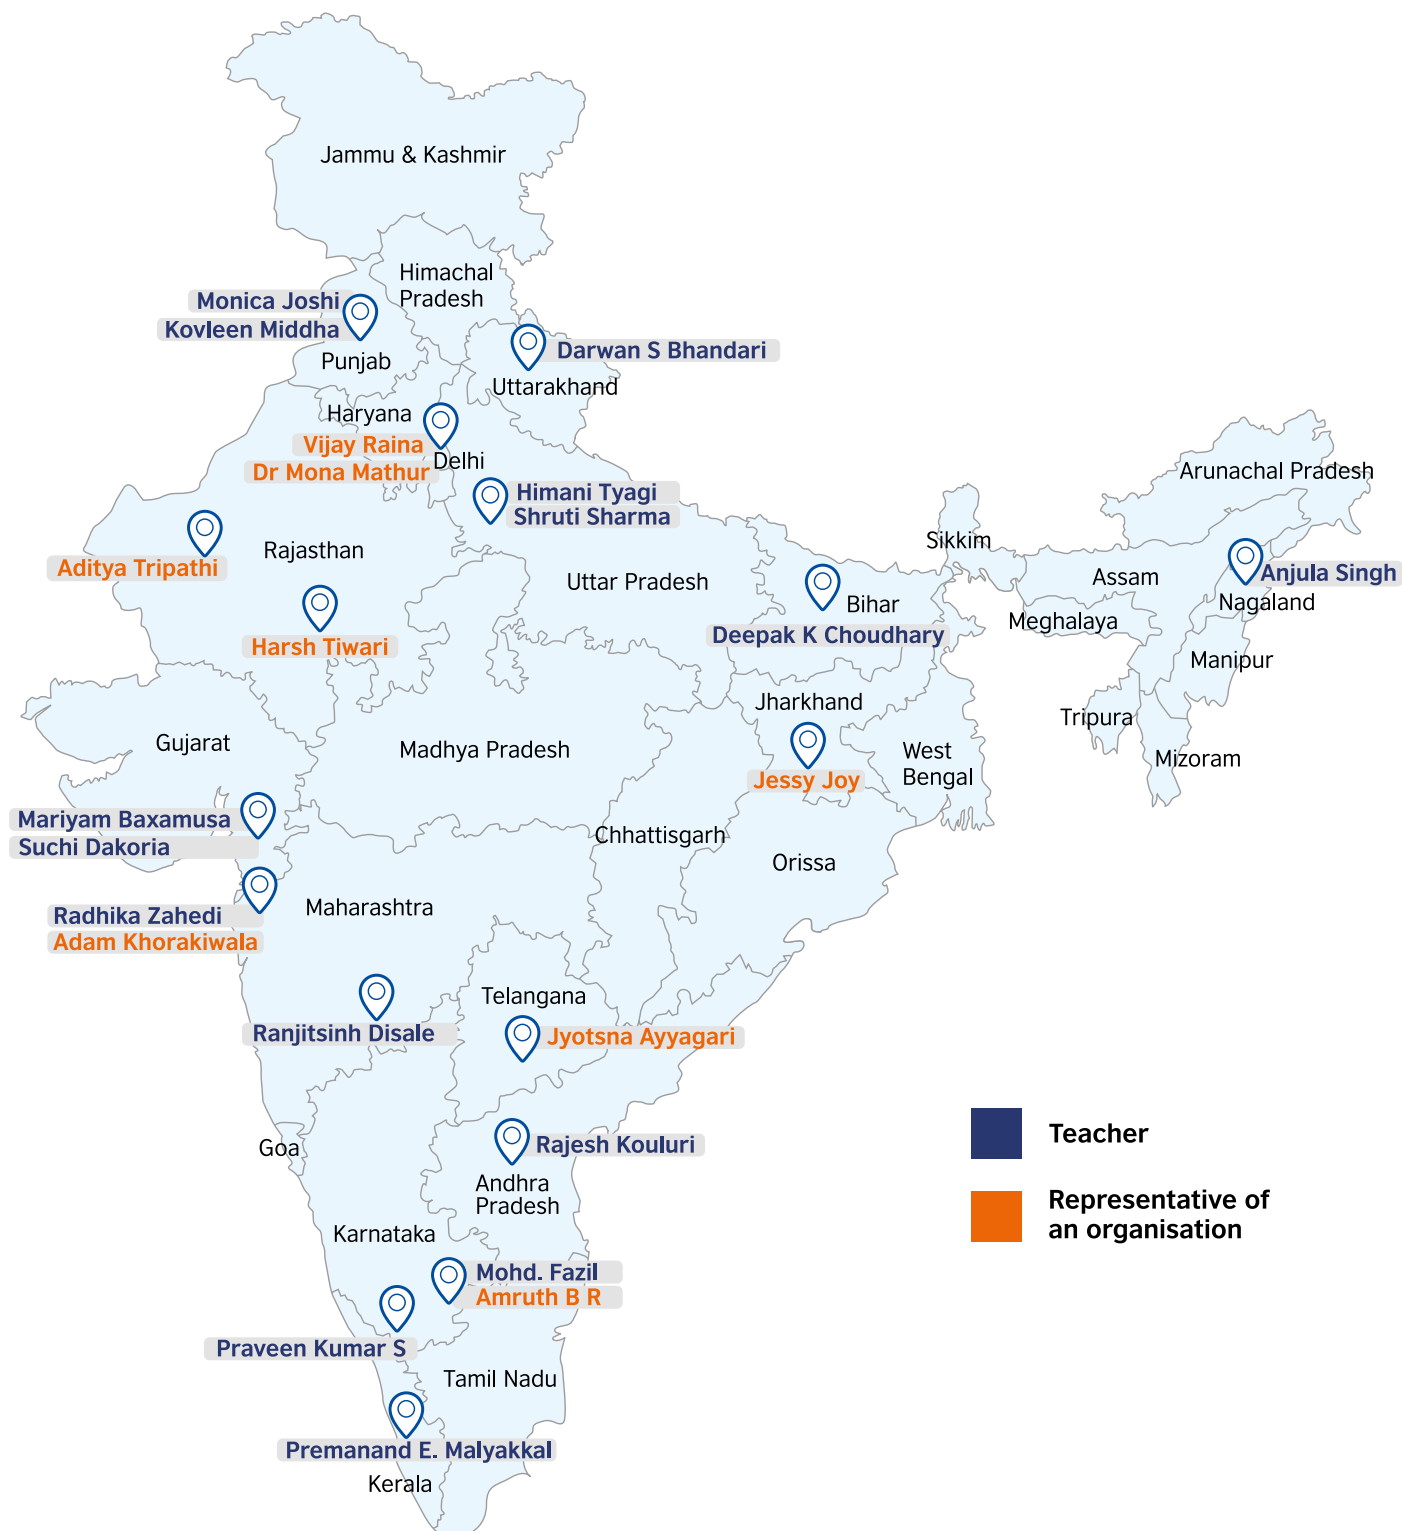 Jammu & Kashmir
Himachal
Pradesh
Monica Joshi
Kovleen Middha
Punjab
Darwan S Bhandari
Uttarakhand
Haryana
Vijay Raina
Delhi
Dr Mona Mathur
Himani Tyagi
Shruti Sharma
Arunachal Pradesh
Sikkim
Rajasthan
Aditya Tripathi
Uttar Pradesh
Assam
Anjula Singh
Nagaland
Bihar
Meghalaya
Deepak K Choudhary
Harsh Tiwari
Manipur
Jharkhand
Tripura
Gujarat
Madhya Pradesh
West
Bengal
Mizoram
Jessy Joy
Mariyam Baxamusa
Suchi Dakoria
Chhattisgarh
Orissa
Maharashtra
Radhika Zahedi
Adam Khorakiwala
Telangana
Ranjitsinh Disale
Jyotsna Ayyagari
Goa
Rajesh Kouluri
Andhra
Pradesh
Karnataka
Mohd. Fazil
Amruth B R
Praveen Kumar S
Tamil Nadu
Premanand E. Malyakkal
Kerala
Teacher
Representative of
an organisation